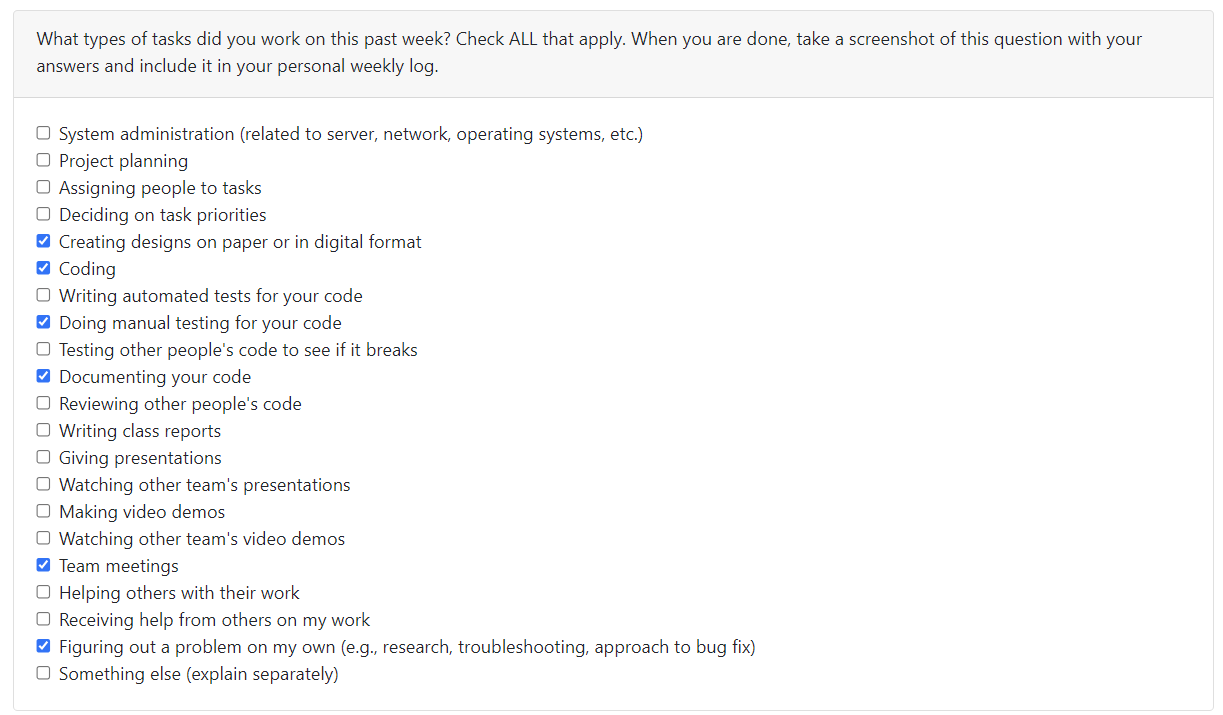 What types of tasks did you work on this past week? Check ALL that apply. When you are done, take a screenshot of this question with your
answers and include it in your personal weekly log.
System administration (related to server, network, operating systems, etc.)
Project planning
Assigning people to tasks
Deciding on task priorities
Creating designs on paper or in digital format
Coding
Writing automated tests for your code
Doing manual testing for your code
Testing other people's code to see if it breaks
Documenting your code
Reviewing other people's code
Writing class reports
Giving presentations
Watching other team's presentations
Making video demos
Watching other team's video demos
Team meetings
Helping others with their work
Receiving help from others on my work
Figuring out a problem on my own (e.g., research, troubleshooting, approach to bug fix)
Something else (explain separately)